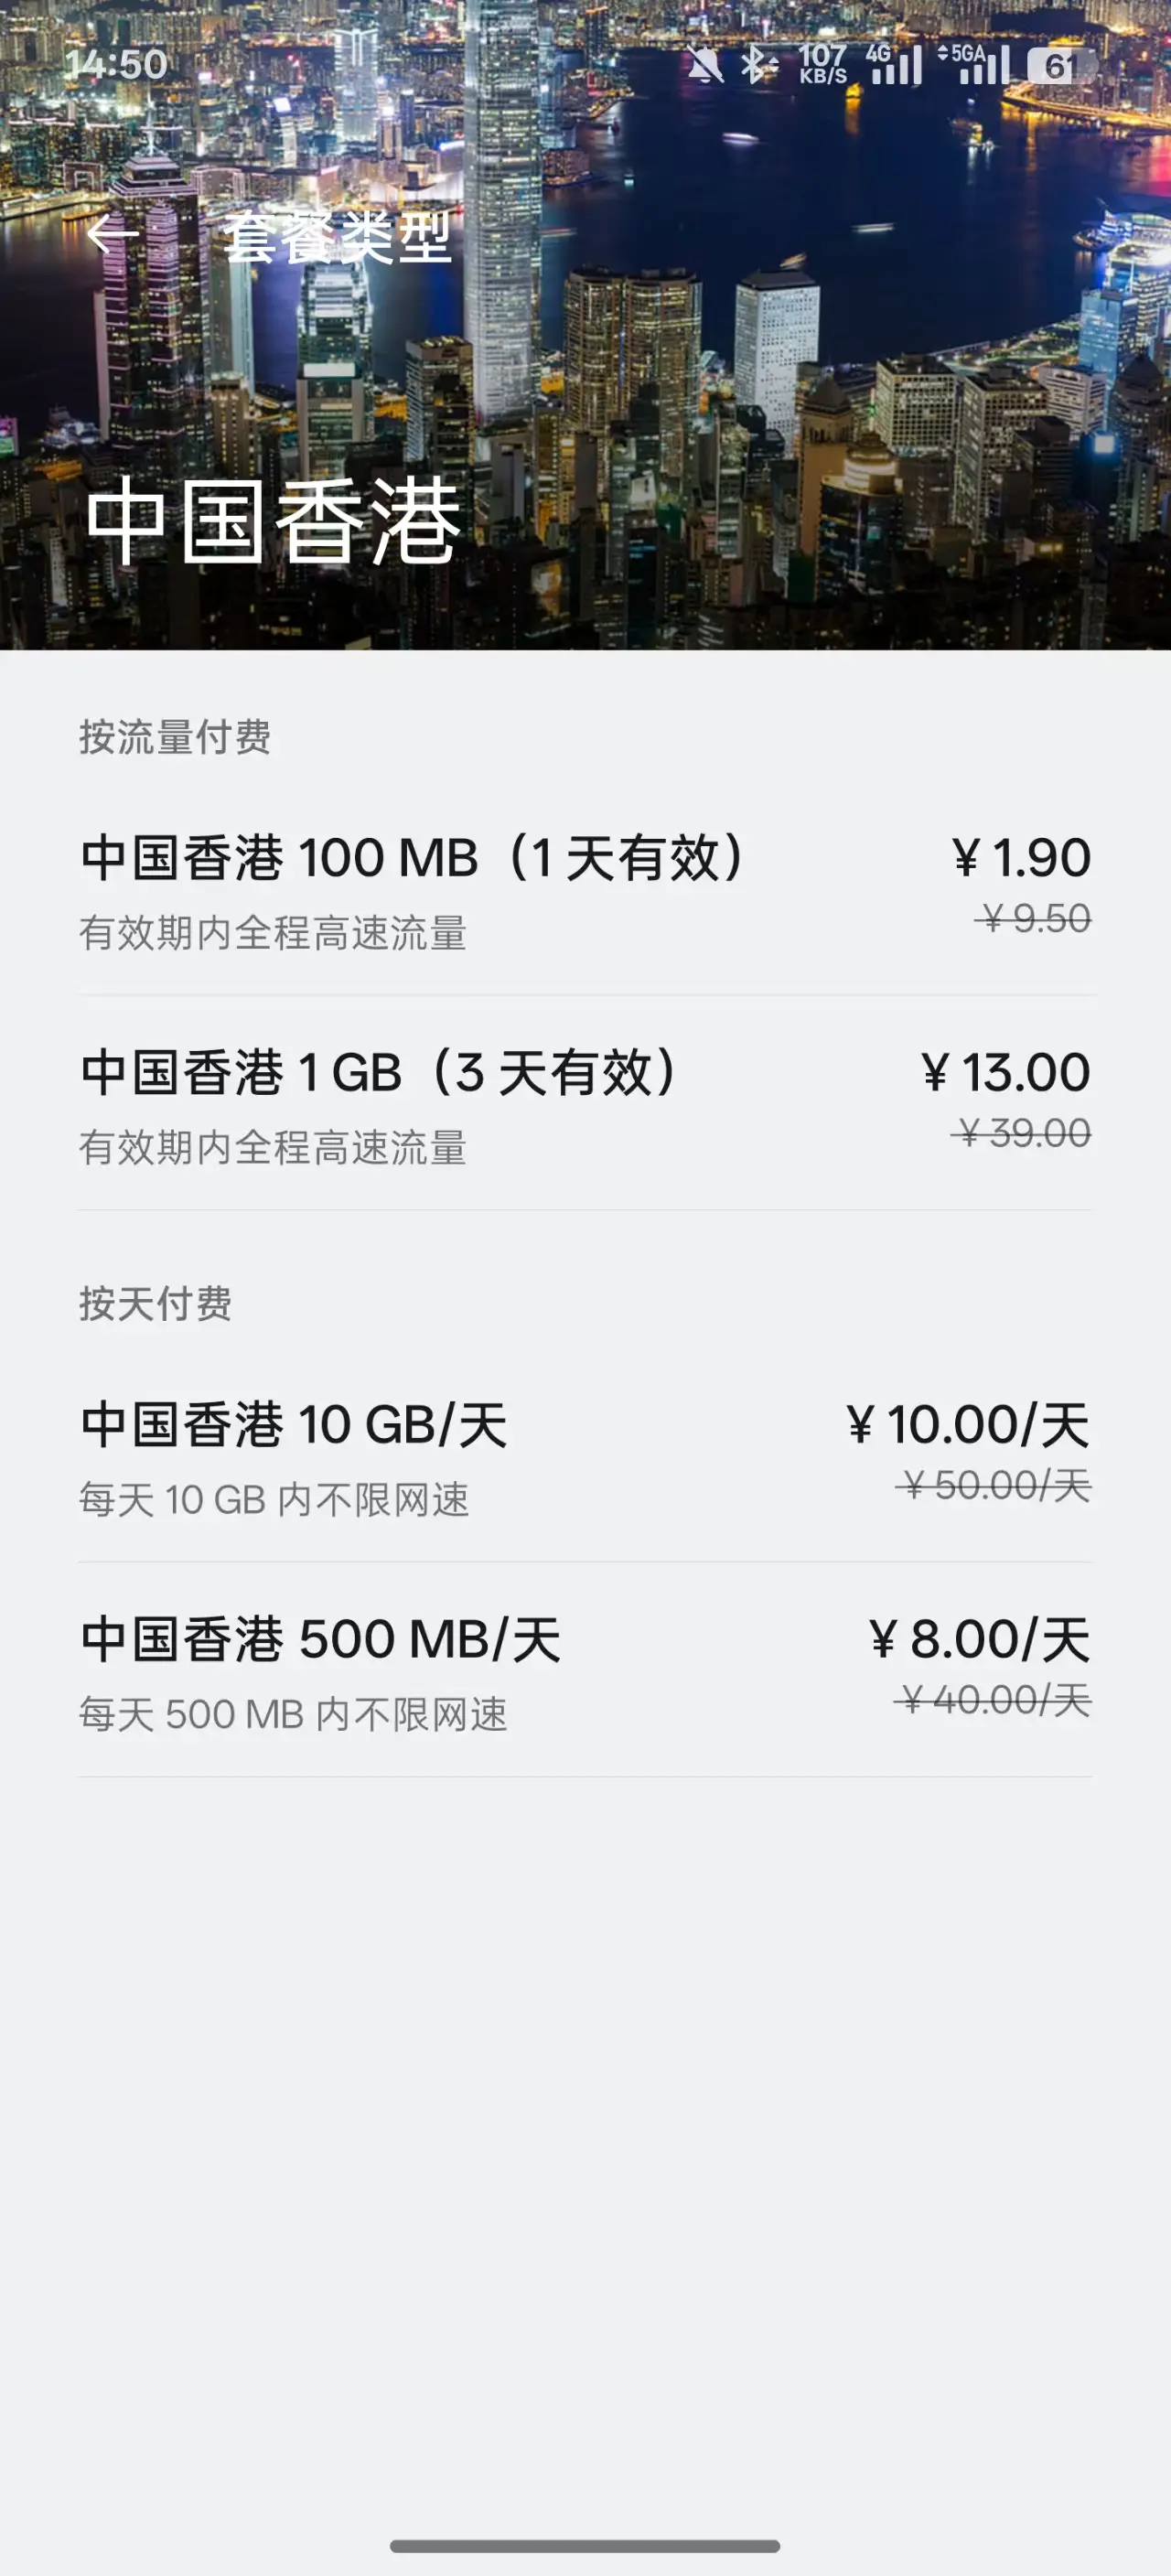 14:50 107 KB/S 4G 5GA 61
套餐类型
中国香港
按流量付费
中国香港 100 MB（1 天有效） ¥ 1.90
有效期内全程高速流量 ¥ 9.50
中国香港 1 GB（3 天有效） ¥ 13.00
有效期内全程高速流量 ¥ 39.00
按天付费
中国香港 10 GB/天 ¥ 10.00/天
每天 10 GB 内不限网速 ¥ 50.00/天
中国香港 500 MB/天 ¥ 8.00/天
每天 500 MB 内不限网速 ¥ 40.00/天